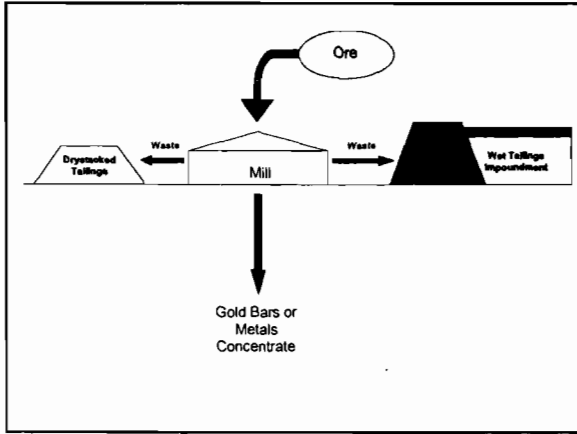 Ore
Waste
Waste
Drystacked
Tailings
Mill
Wet Tailings
Impoundment
Gold Bars or
Metals
Concentrate